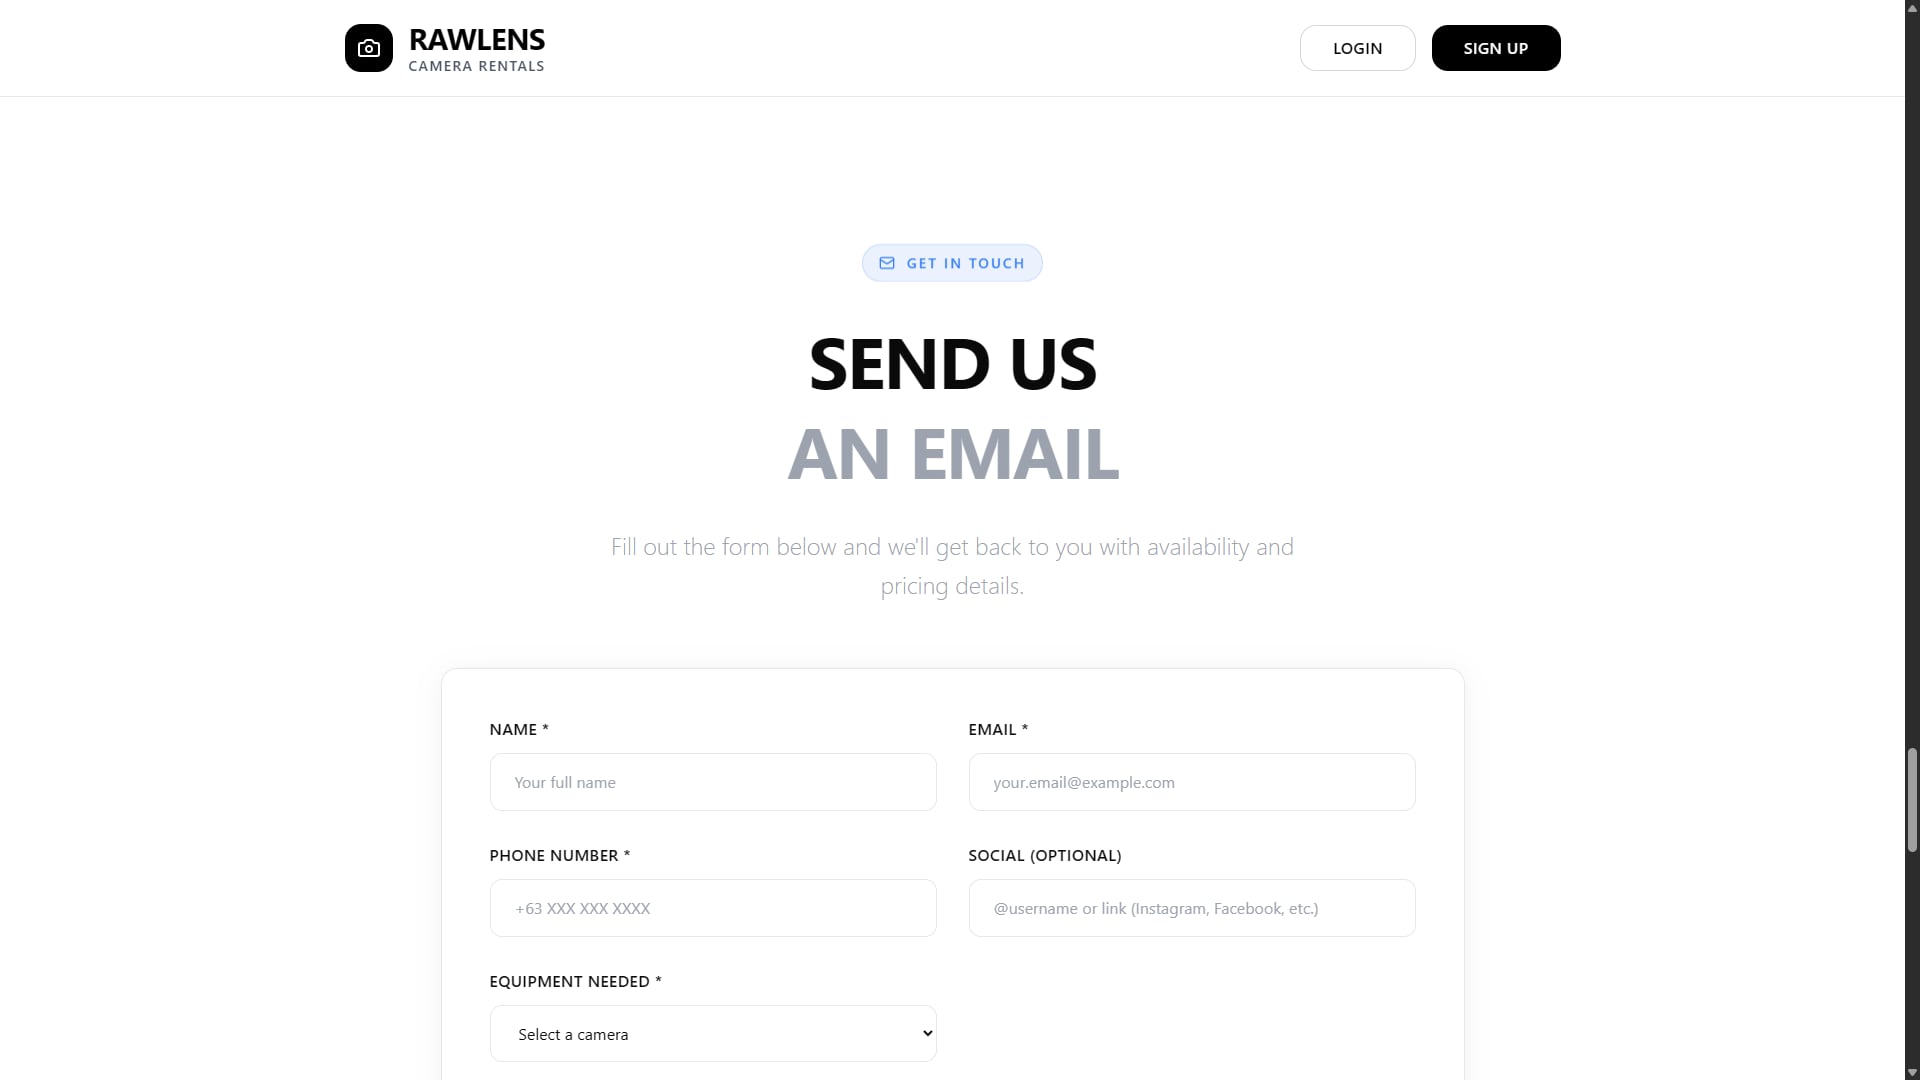 RAWLENS
CAMERA RENTALS
LOGIN
SIGN UP
GET IN TOUCH
SEND US
AN EMAIL
Fill out the form below and we'll get back to you with availability and
pricing details.
NAME *
EMAIL *
Your full name
your.email@example.com
PHONE NUMBER *
SOCIAL (OPTIONAL)
+63 XXX XXX XXXX
@username or link (Instagram, Facebook, etc.)
EQUIPMENT NEEDED *
Select a camera